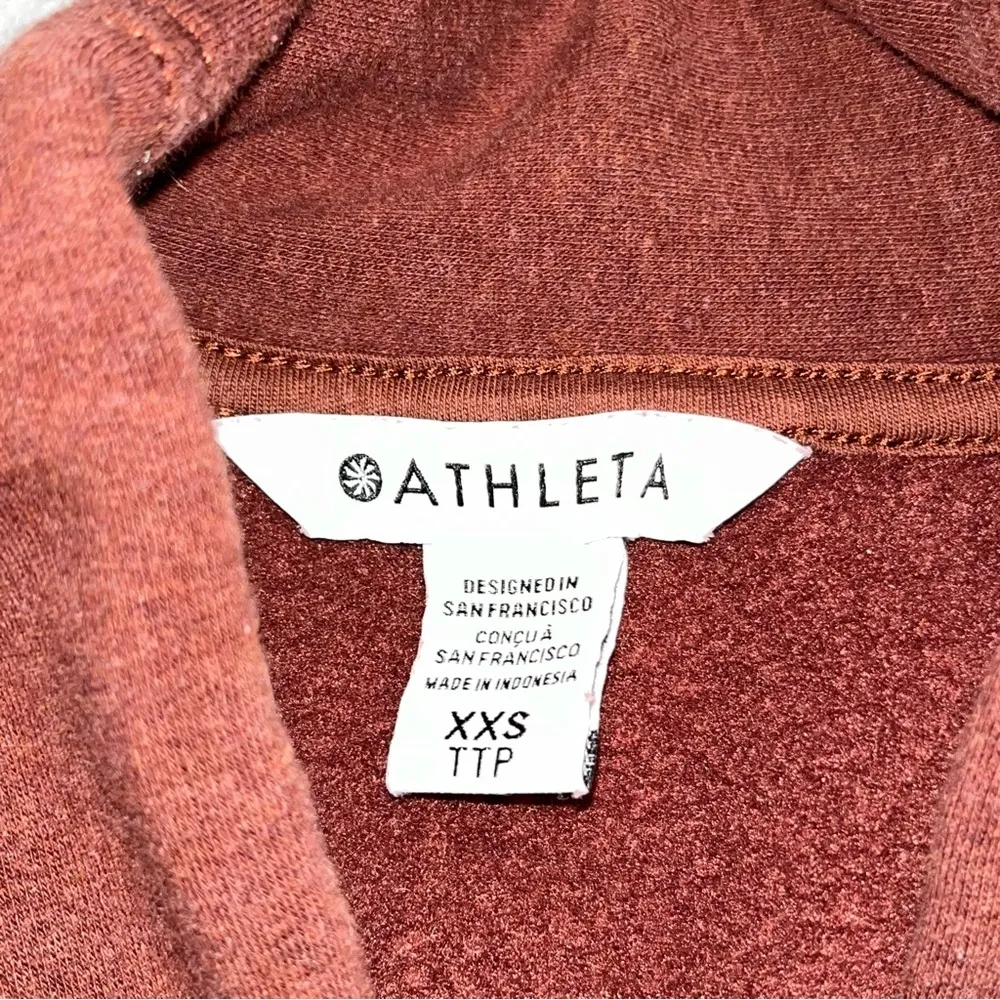 ATHLETA
DESIGNED IN
SAN FRANCISCO
CONÇU À
SAN FRANCISCO
MADE IN INDONESIA
XXS
TTP